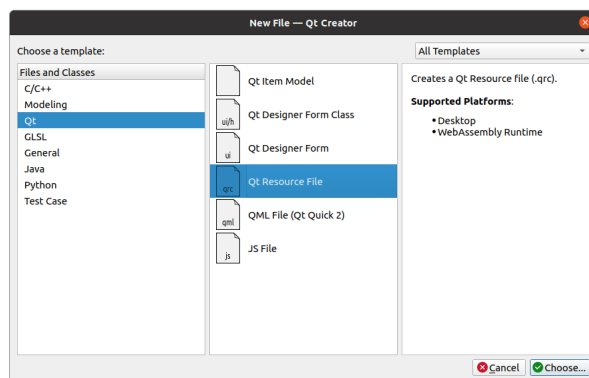 New File — Qt Creator
Choose a template:
All Templates
Files and Classes
C/C++
Modeling
Qt
GLSL
General
Java
Python
Test Case
Qt Item Model
ui/h
Qt Designer Form Class
ui
Qt Designer Form
qrc
Qt Resource File
qml
QML File (Qt Quick 2)
js
JS File
Creates a Qt Resource file (.qrc).
Supported Platforms:
•Desktop
•WebAssembly Runtime
Cancel
Choose...